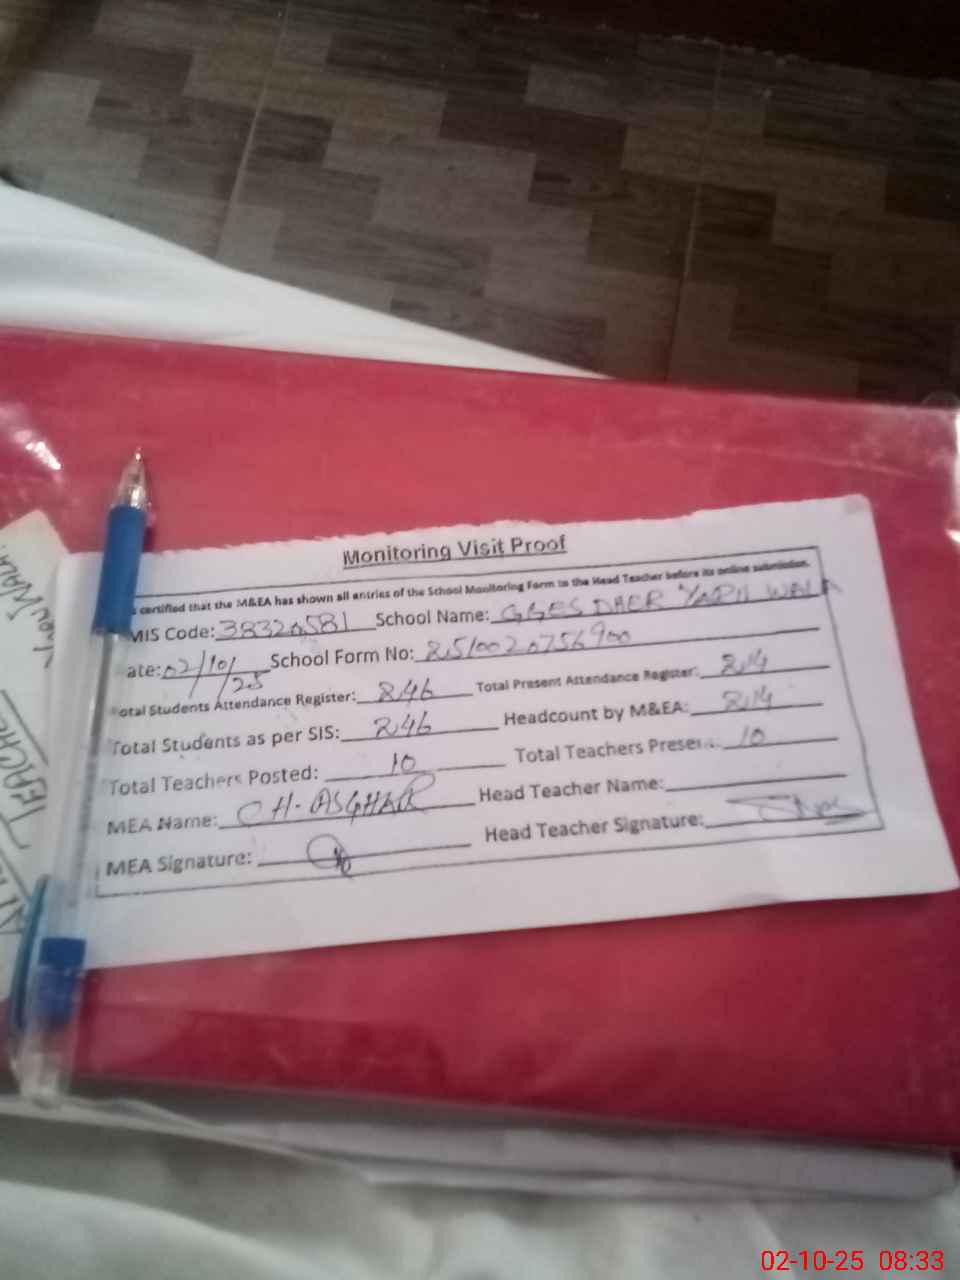 Monitoring Visit Proof
certified that the M&EA has shown all entries of the School Monitoring Form to the Head Teacher before its online submission.
MIS Code: 38320581 School Name: GGES DHER YARU WALA
ate: 02/10/25 School Form No: 
otal Students Attendance Register: 246 Total Present Attendance Register: 214
Total Students as per SIS: 246 Headcount by M&EA: 214
Total Teachers Posted: 10 Total Teachers Present: 10
MEA Name: CH-ASGHAR Head Teacher Name:
MEA Signature: Head Teacher Signature:
TEACHE
02-10-25 08:33